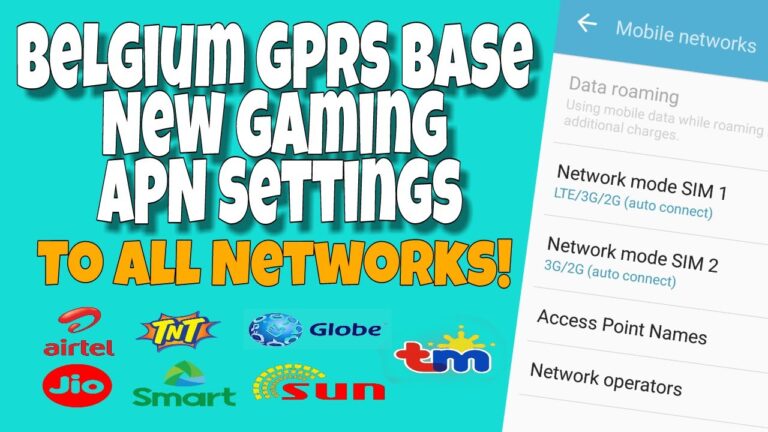 Belgium GPRS Base
New Gaming
APN Settings
to All Networks!
airtel
TNT
Globe
tm
Jio
Smart
sun
Mobile networks
Data roaming
Using mobile data while roaming
additional charges.
Network mode SIM 1
LTE/3G/2G (auto connect)
Network mode SIM 2
3G/2G (auto connect)
Access Point Names
Network operators